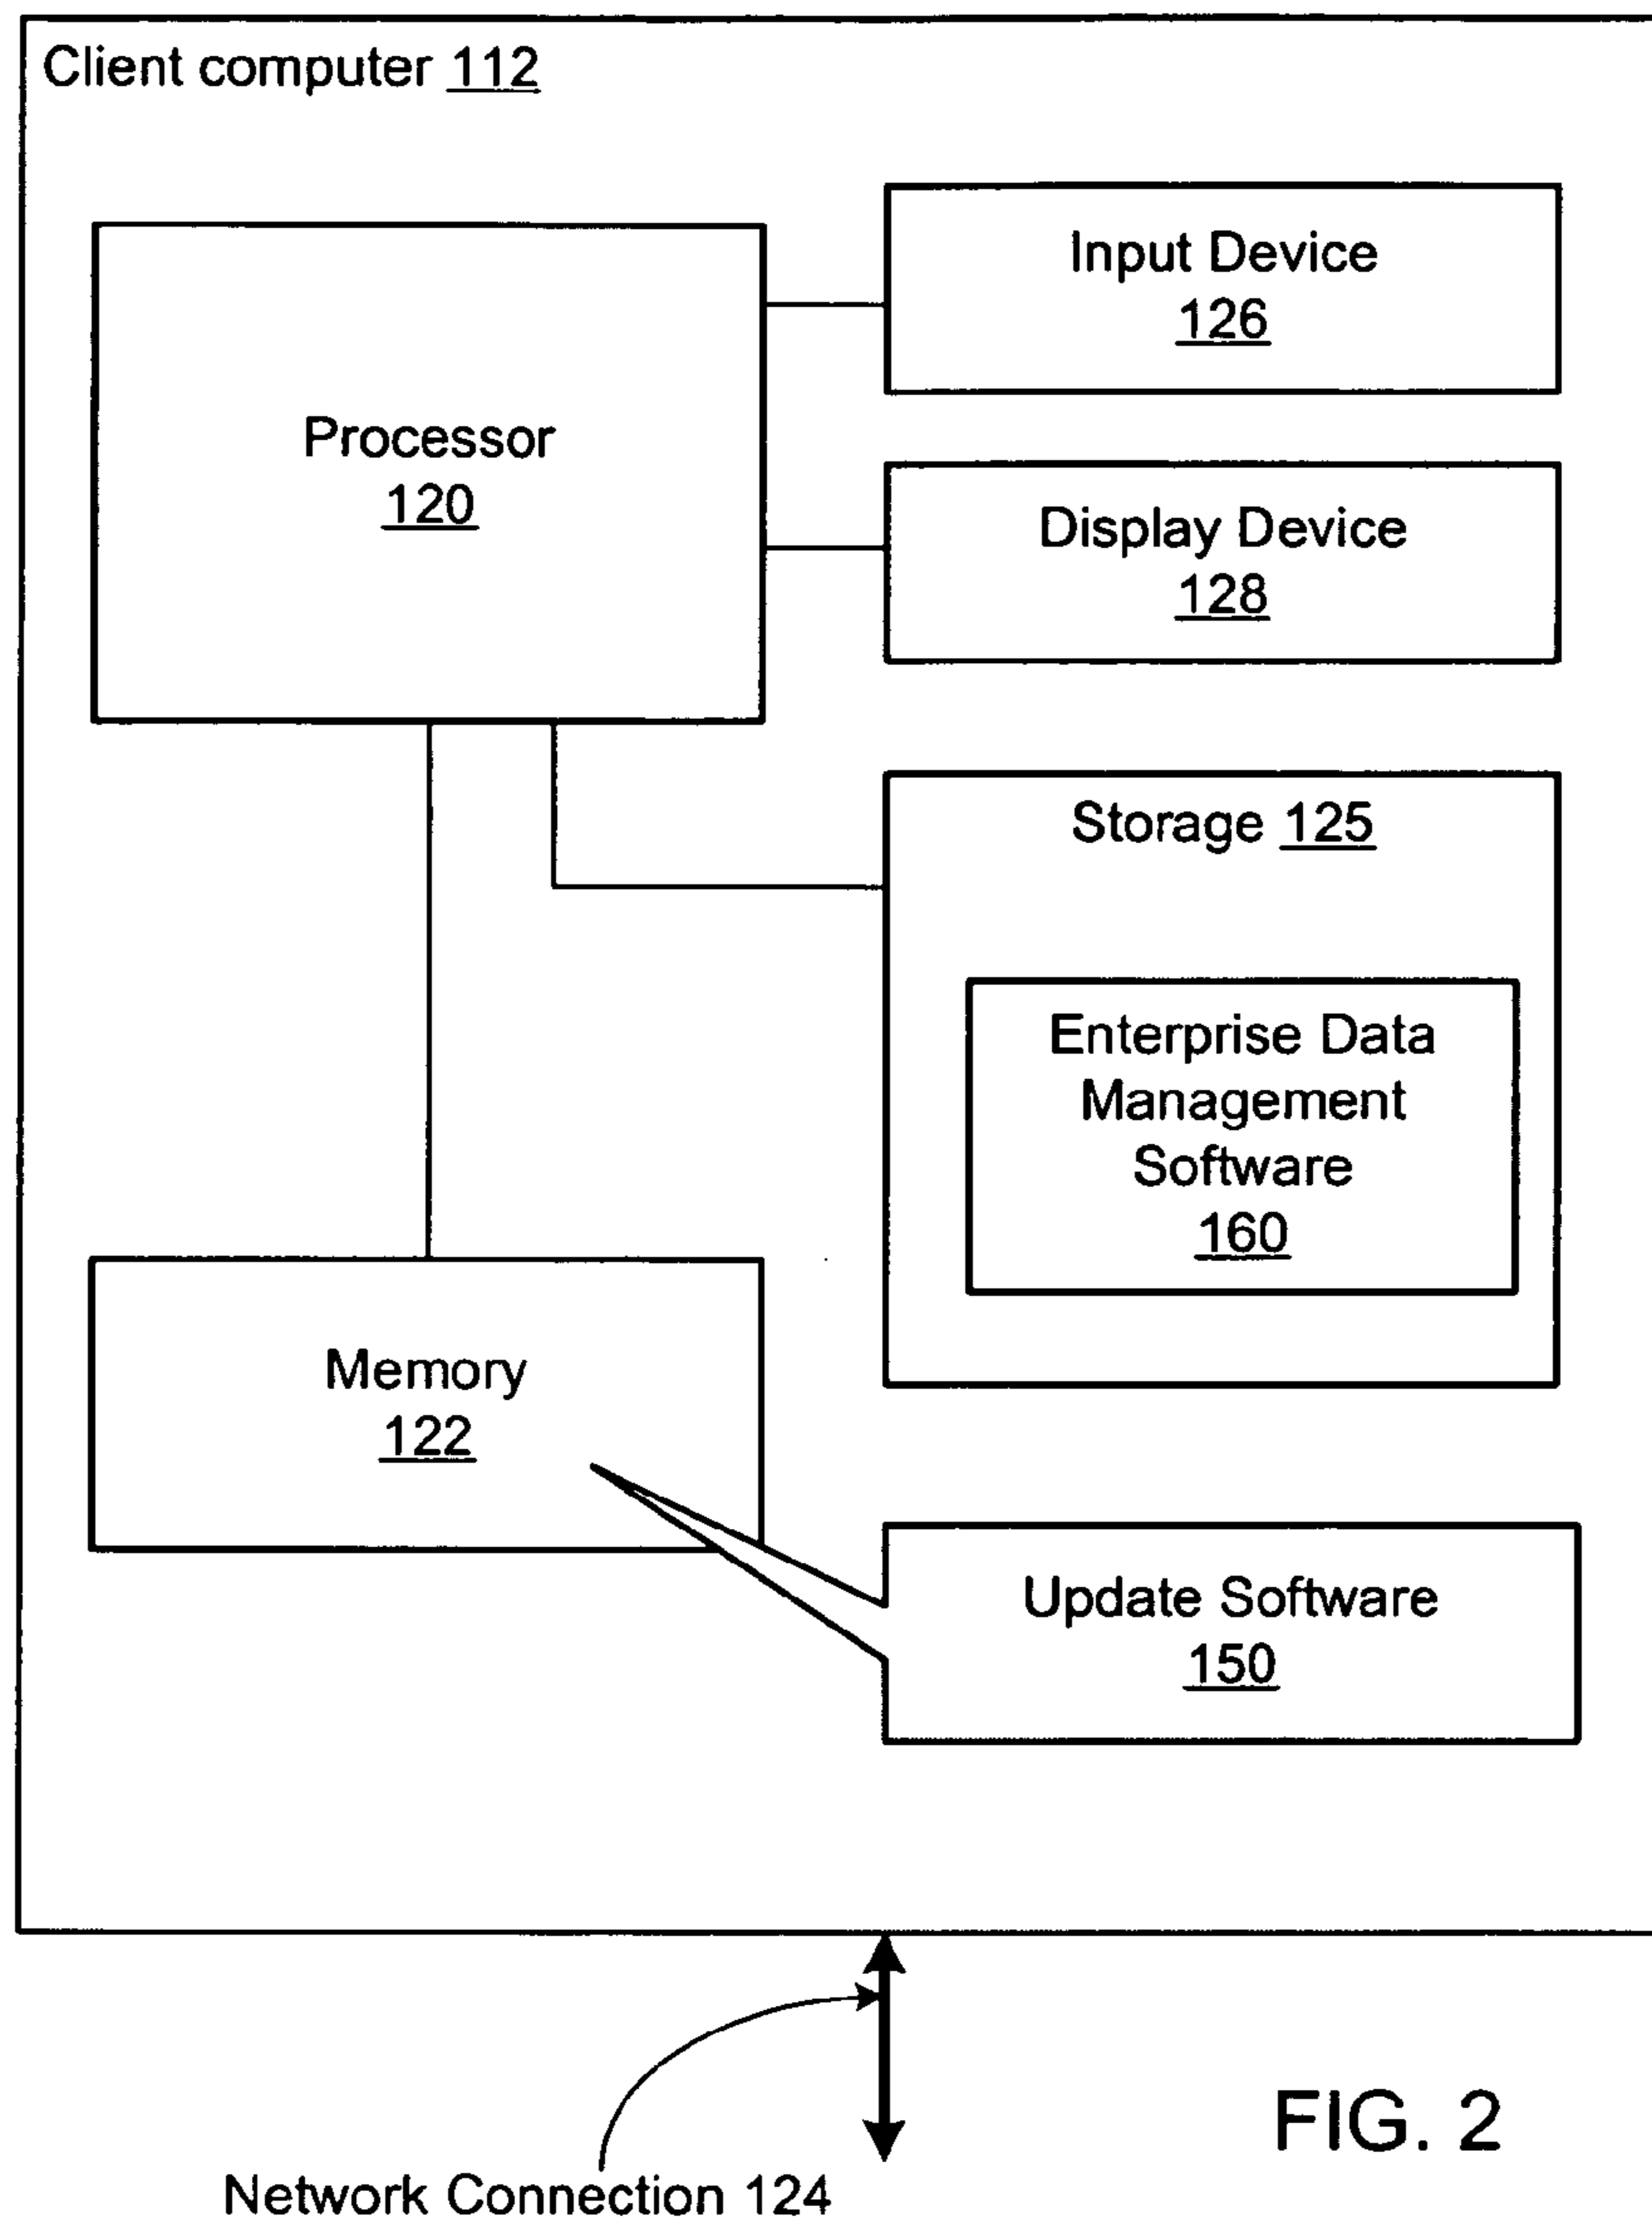 Client computer 112
Input Device
126
Processor
120
Display Device
128
Storage 125
Enterprise Data
Management
Software
160
Memory
122
Update Software
150
Network Connection 124
FIG. 2